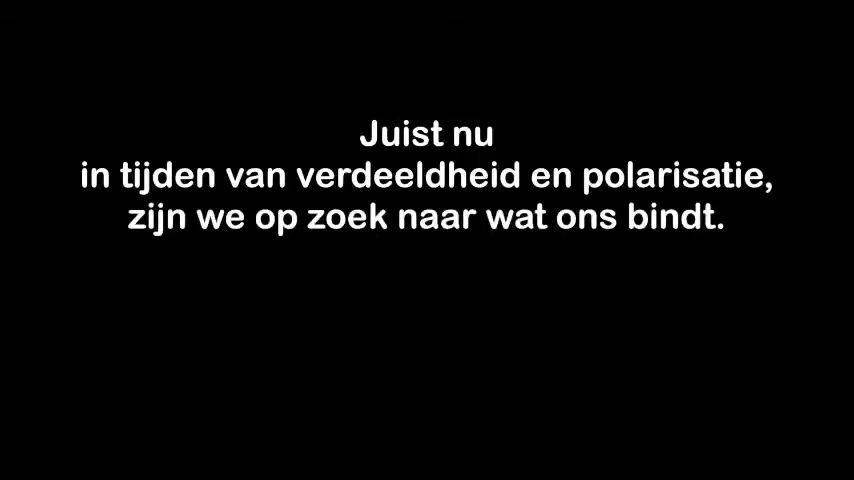 Juist nu
in tijden van verdeeldheid en polarisatie,
zijn we op zoek naar wat ons bindt.